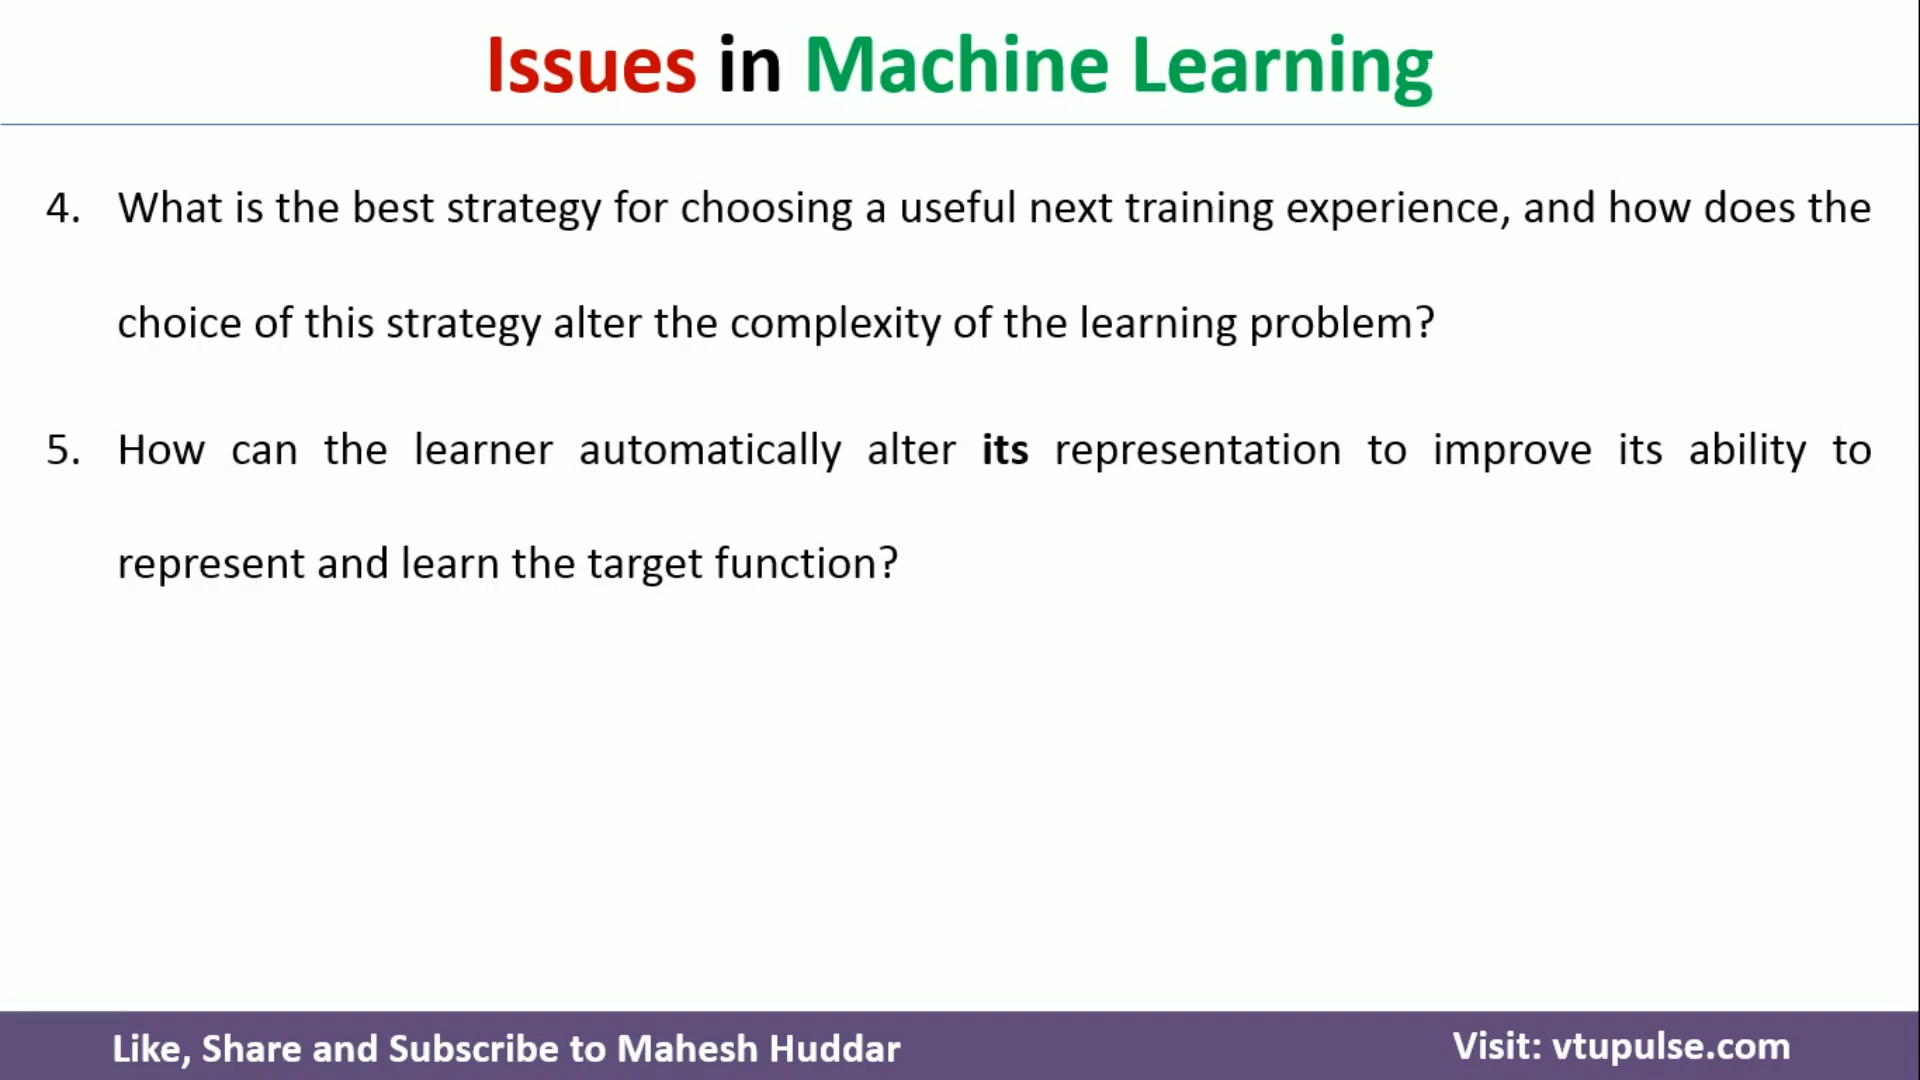 Issues in Machine Learning
4. What is the best strategy for choosing a useful next training experience, and how does the
choice of this strategy alter the complexity of the learning problem?
5. How can the learner automatically alter its representation to improve its ability to
represent and learn the target function?
Like, Share and Subscribe to Mahesh Huddar
Visit: vtupulse.com